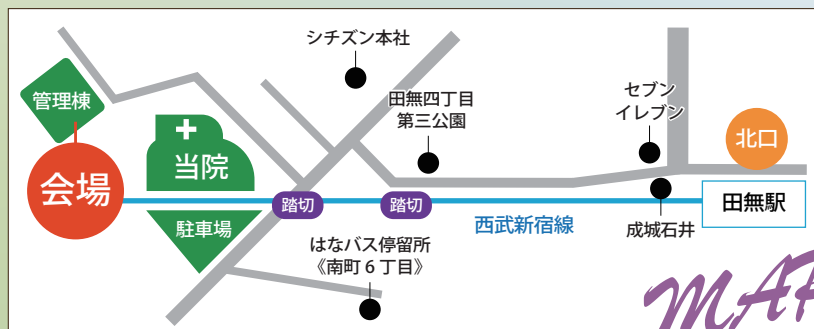 シチズン本社
管理棟
田無四丁目
第三公園
セブン
イレブン
北口
当院
会場
踏切
踏切
田無駅
駐車場
西武新宿線
成城石井
はなバス停留所
《南町6丁目》
MAP